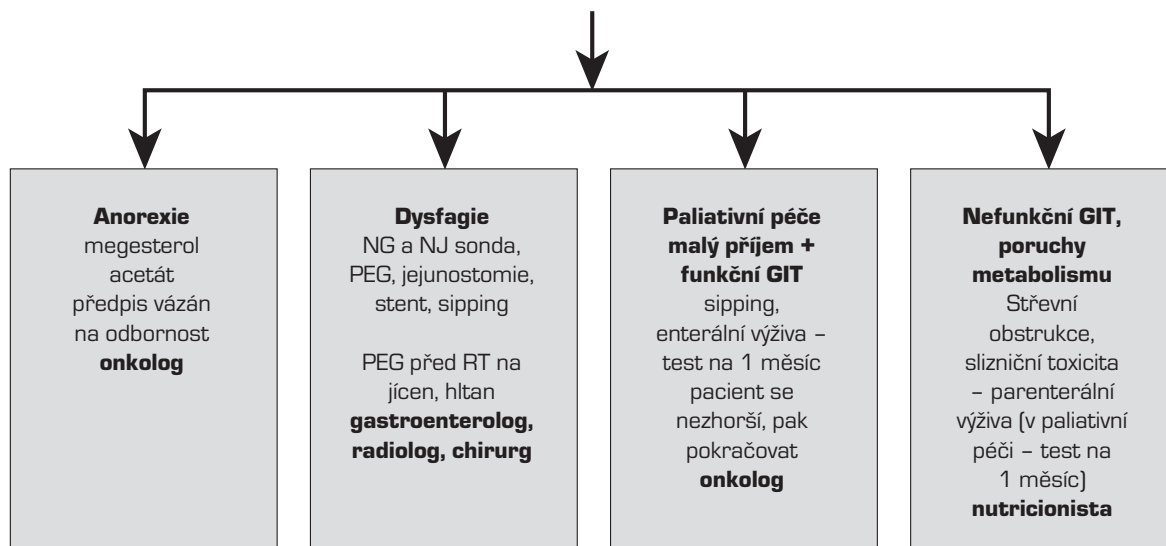 Anorexie
megesterol
acetát
předpis vázán
na odbornost
onkolog
Dysfagie
NG a NJ sonda,
PEG, jejunostomie,
stent, sipping
PEG před RT na
jícen, hltan
gastroenterolog,
radiolog, chirurg
Paliativní péče
malý příjem +
funkční GIT
sipping,
enterální výživa –
test na 1 měsíc
pacient se
nezhorší, pak
pokračovat
onkolog
Nefunkční GIT,
poruchy
metabolismu
Střevní
obstrukce,
slizniční toxicita
– parenterální
výživa (v paliativní
péči – test na
1 měsíc)
nutricionista